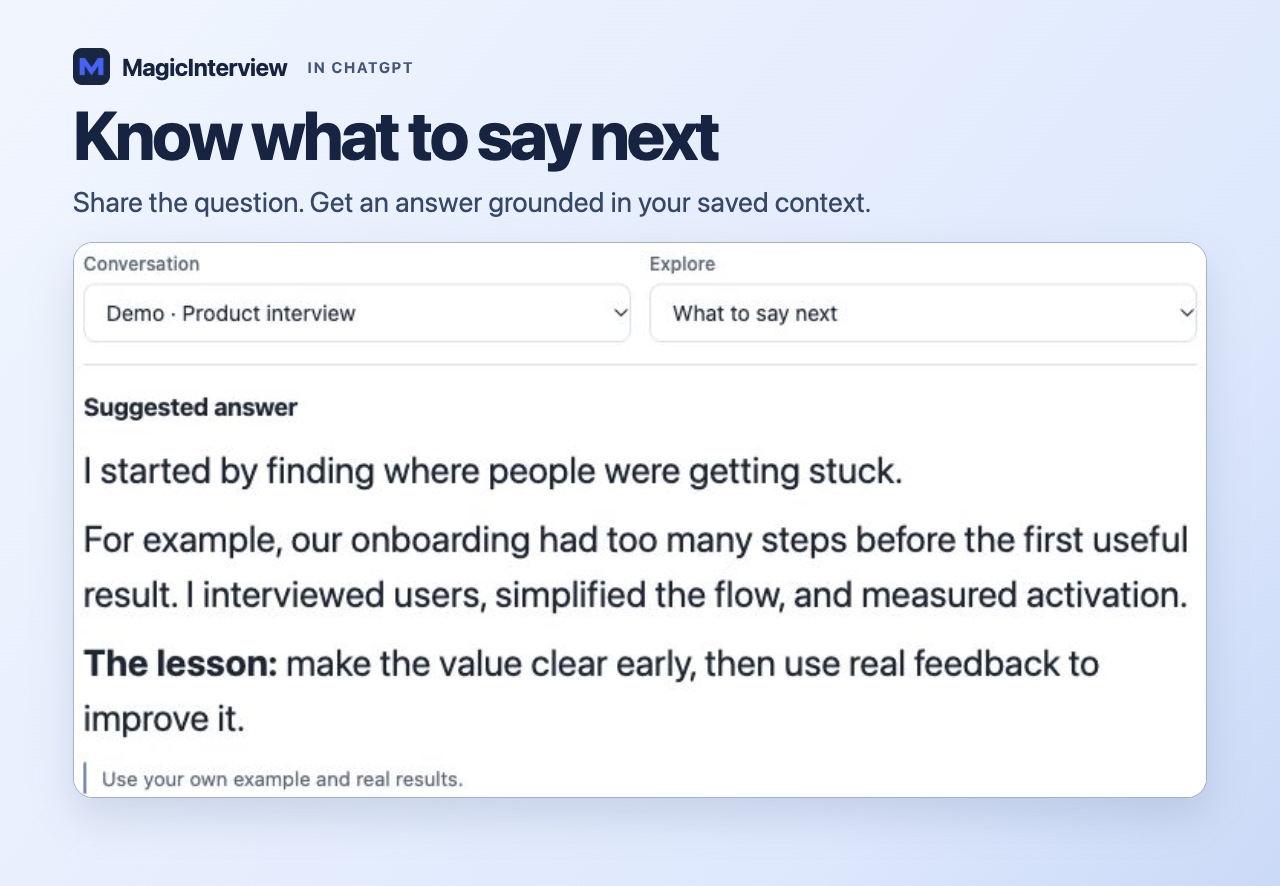 M MagicInterview IN CHATGPT
Know what to say next
Share the question. Get an answer grounded in your saved context.
Conversation Explore
Demo · Product interview What to say next
Suggested answer
I started by finding where people were getting stuck.
For example, our onboarding had too many steps before the first useful
result. I interviewed users, simplified the flow, and measured activation.
The lesson: make the value clear early, then use real feedback to
improve it.
Use your own example and real results.